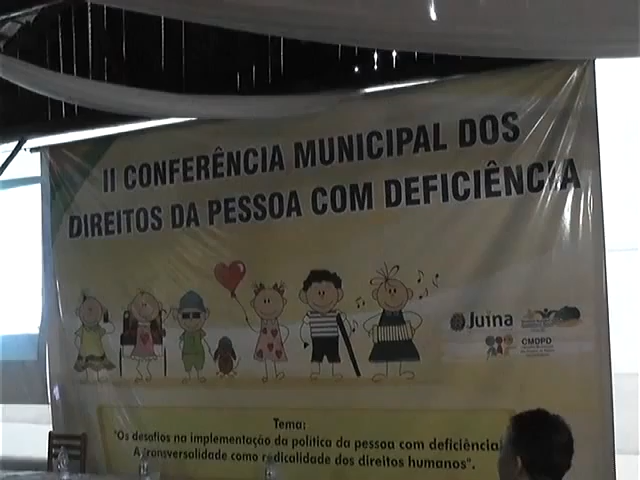 II CONFERÊNCIA MUNICIPAL DOS
DIREITOS DA PESSOA COM DEFICIÊNCIA
Juína
CMDPD
Tema:
"Os desafios na implementação da política da pessoa com deficiência:
A transversalidade como radicalidade dos direitos humanos".